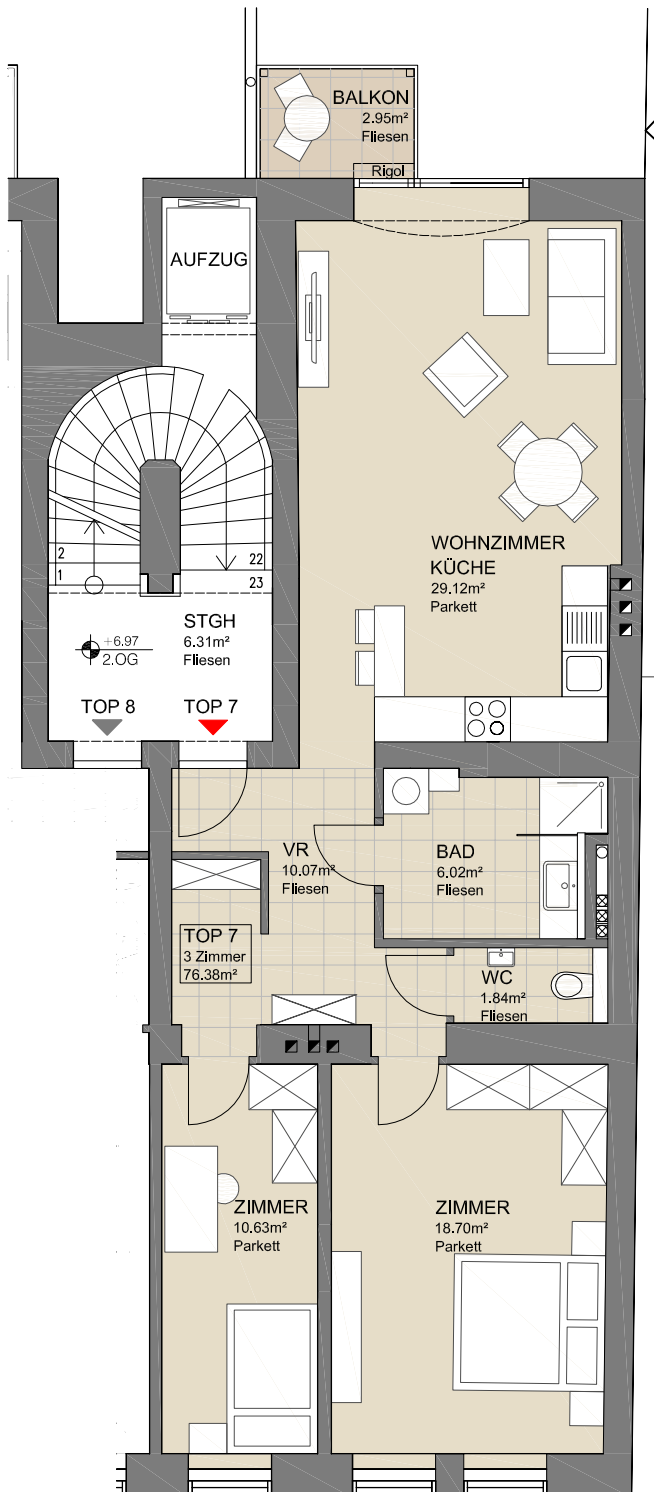 BALKON
2.95m²
Fliesen
Rigol
AUFZUG
WOHNZIMMER
KÜCHE
29.12m²
Parkett
2
1
22
23
STGH
6.31m²
Fliesen
+6.97
2.OG
TOP 8
TOP 7
VR
10.07m²
Fliesen
BAD
6.02m²
Fliesen
TOP 7
3 Zimmer
76.38m²
WC
1.84m²
Fliesen
ZIMMER
10.63m²
Parkett
ZIMMER
18.70m²
Parkett